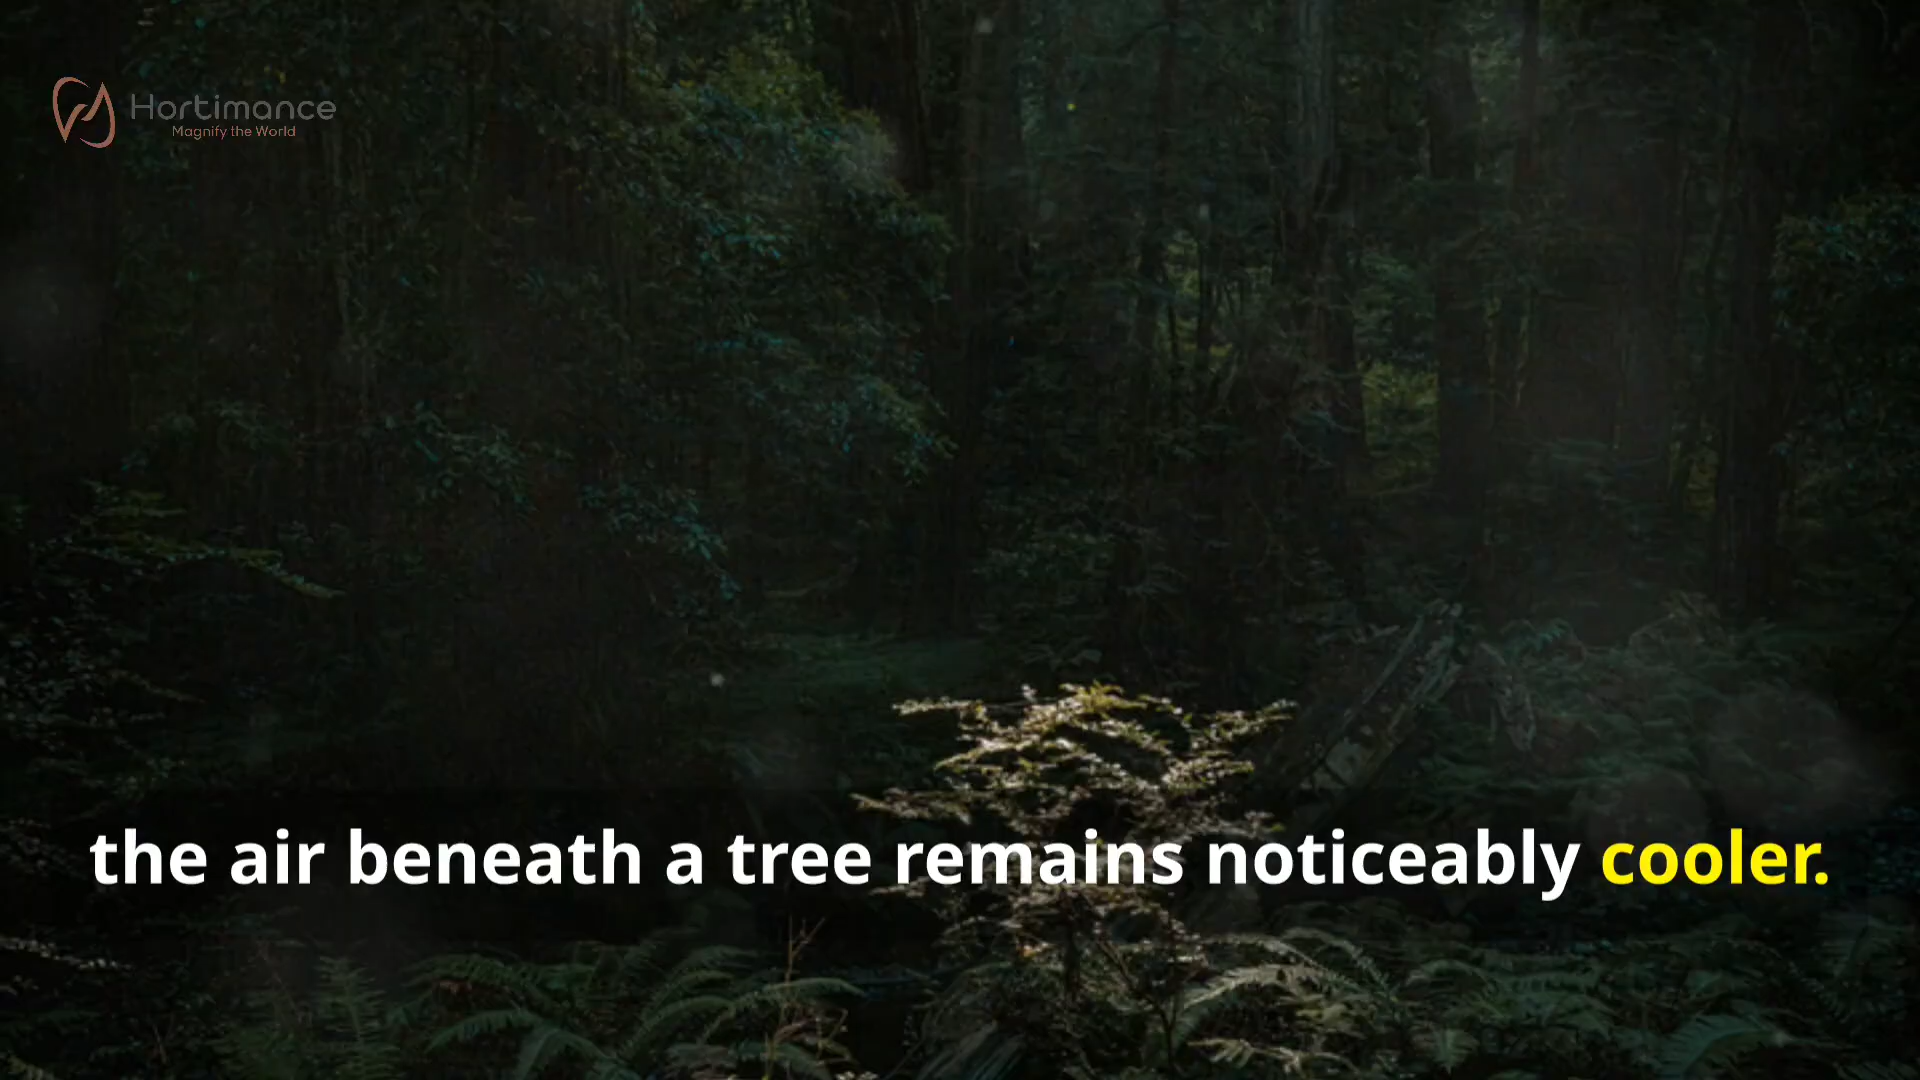 Hortimance
Magnify the World
the air beneath a tree remains noticeably cooler.